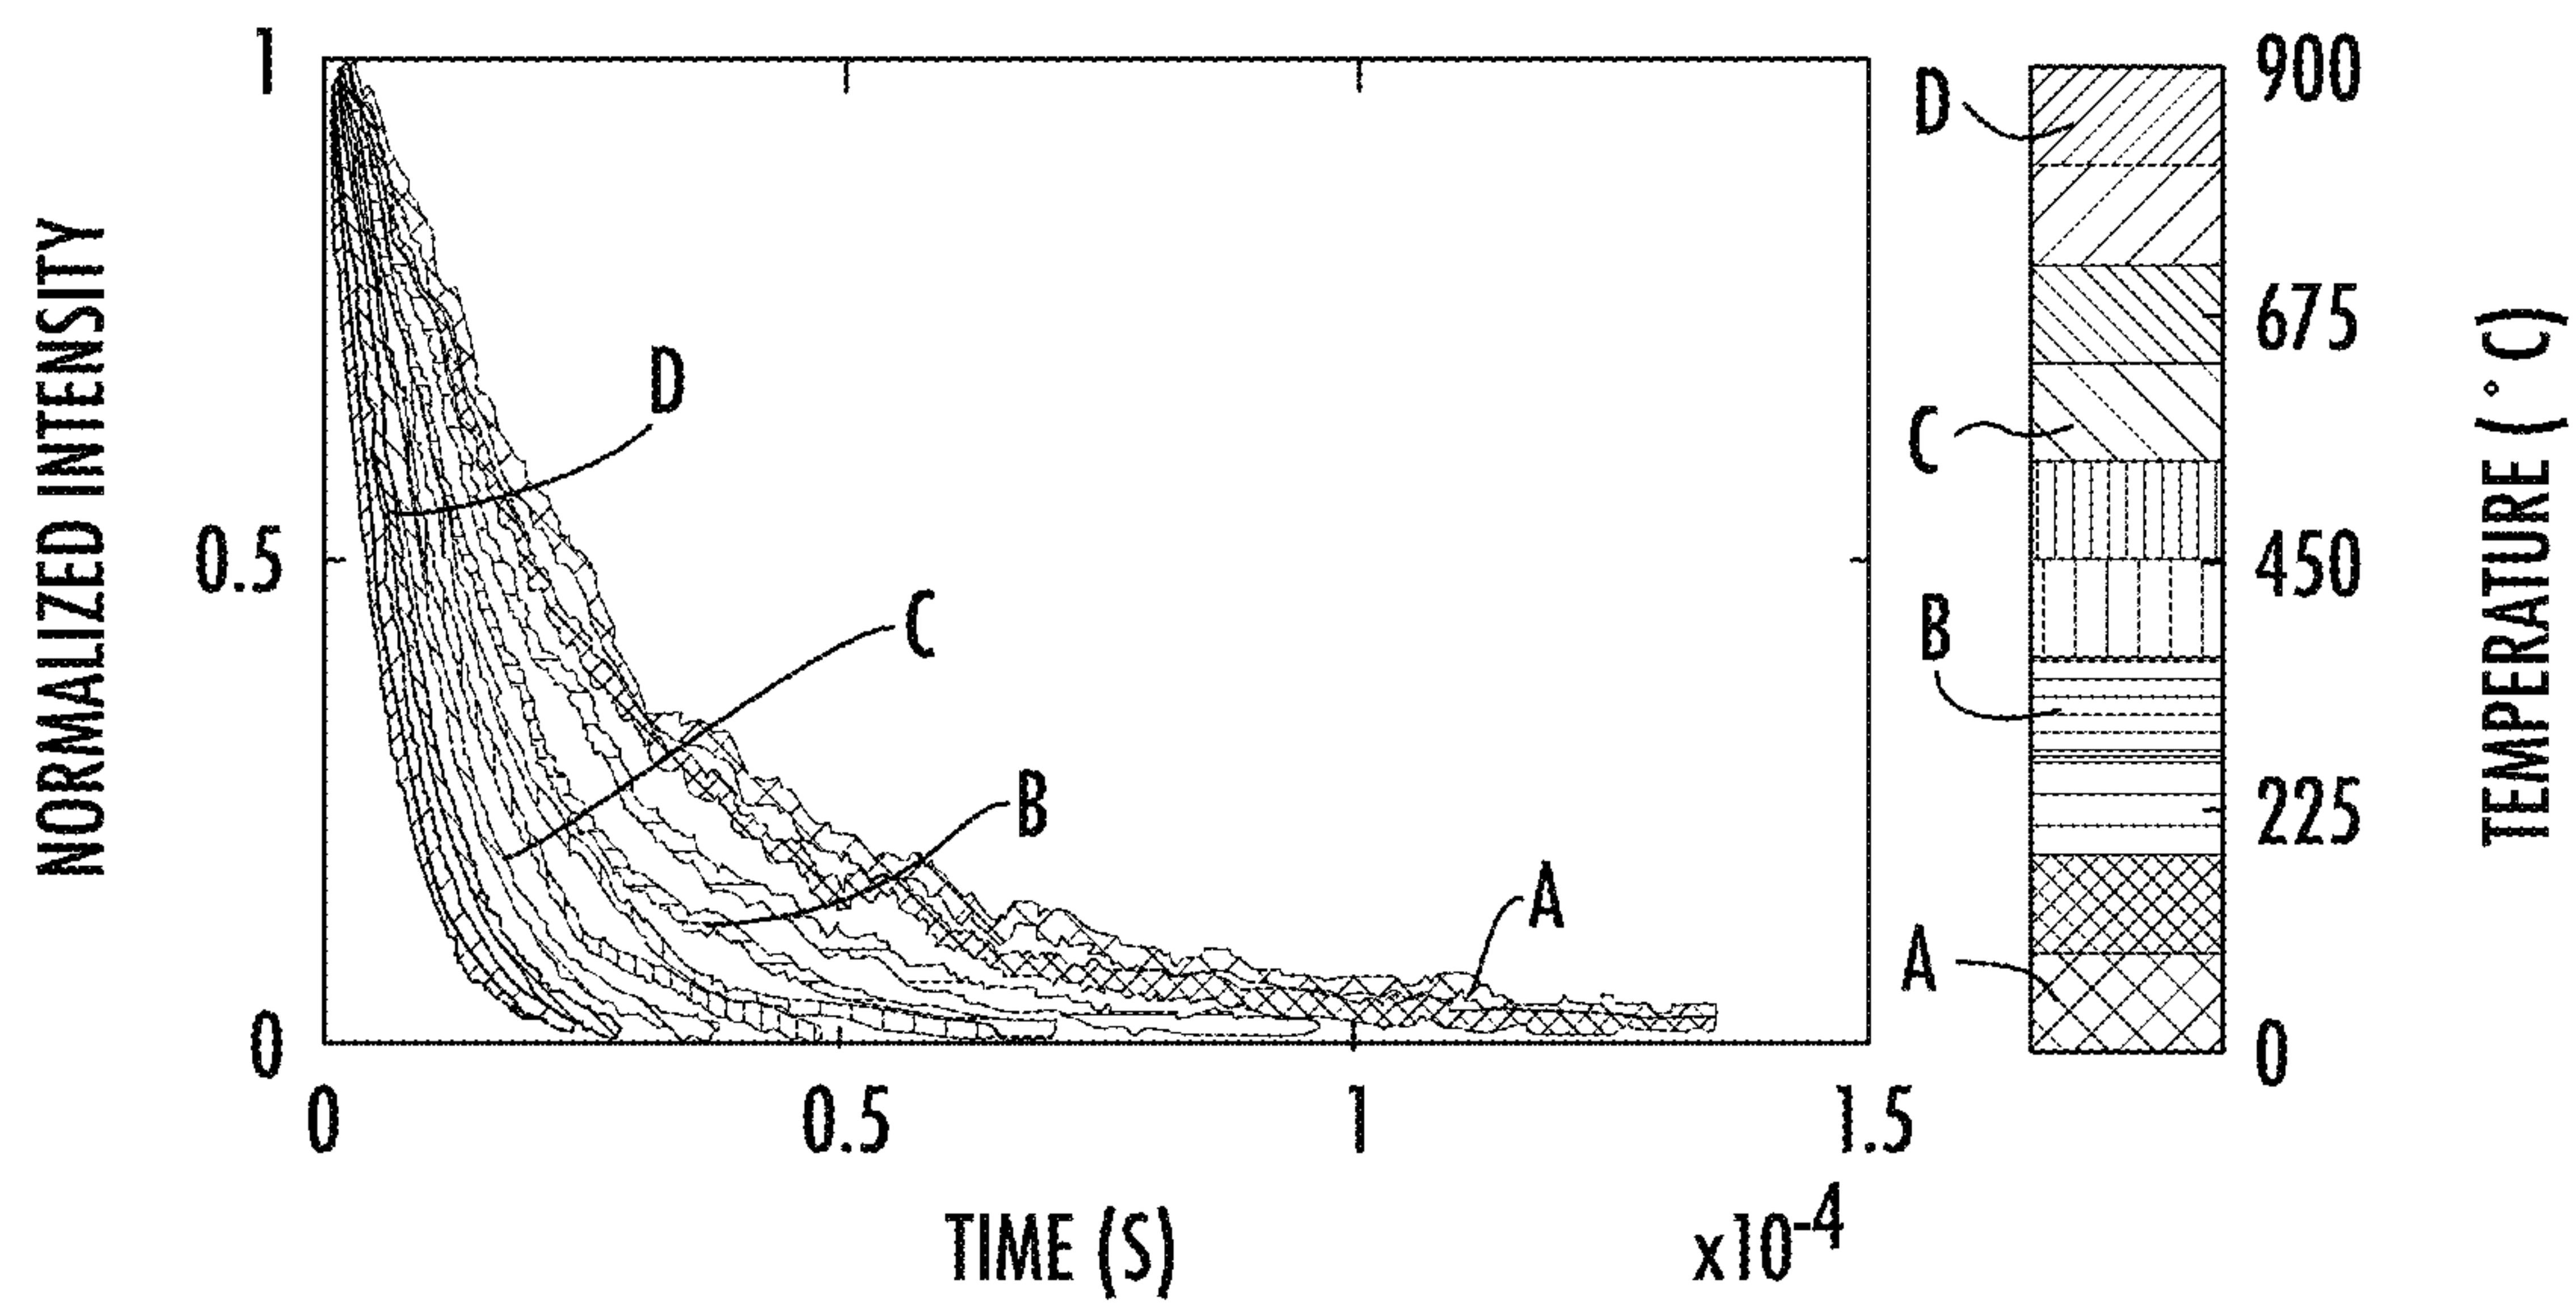 NORMALIZED INTENSITY
1
0.5
0
0
0.5
1
1.5
TIME (S)
x10-4
D
C
B
A
D
C
B
A
900
675
450
225
0
TEMPERATURE (°C)